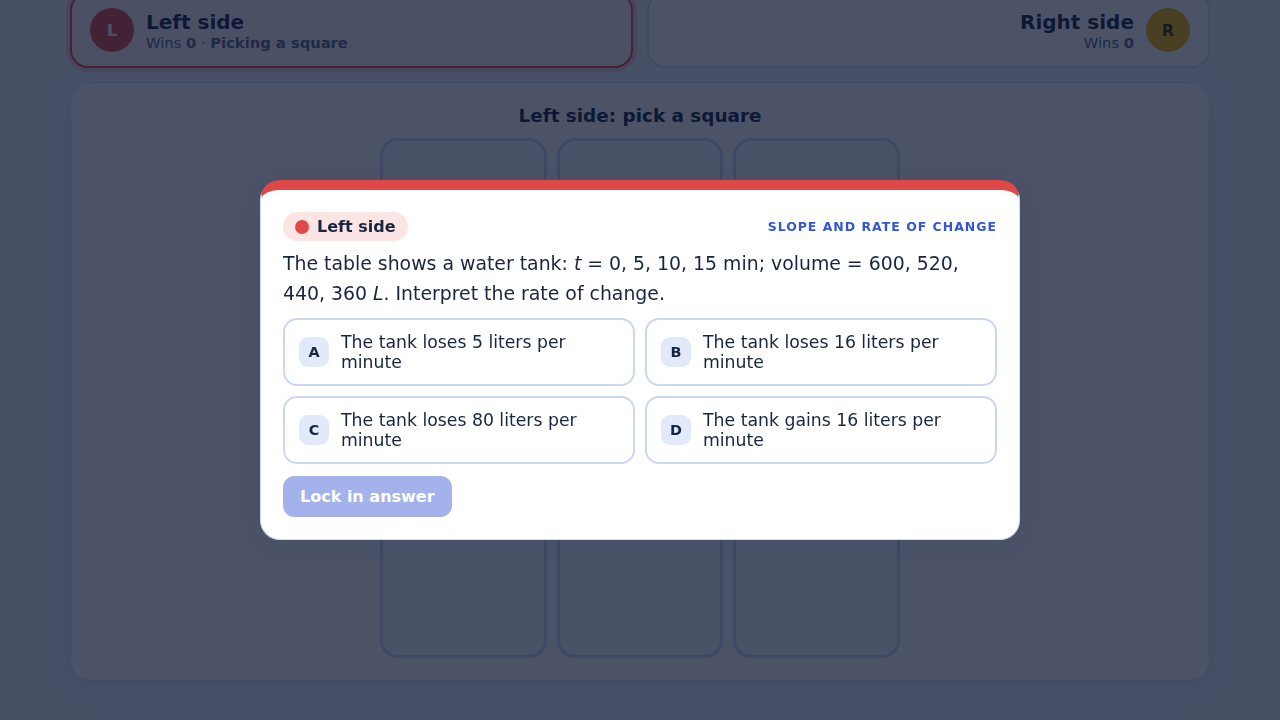 L
Left side
Wins 0 · Picking a square
Right side
Wins 0
R
Left side: pick a square
Left side
SLOPE AND RATE OF CHANGE
The table shows a water tank: t = 0, 5, 10, 15 min; volume = 600, 520,
440, 360 L. Interpret the rate of change.
A
The tank loses 5 liters per
minute
B
The tank loses 16 liters per
minute
C
The tank loses 80 liters per
minute
D
The tank gains 16 liters per
minute
Lock in answer